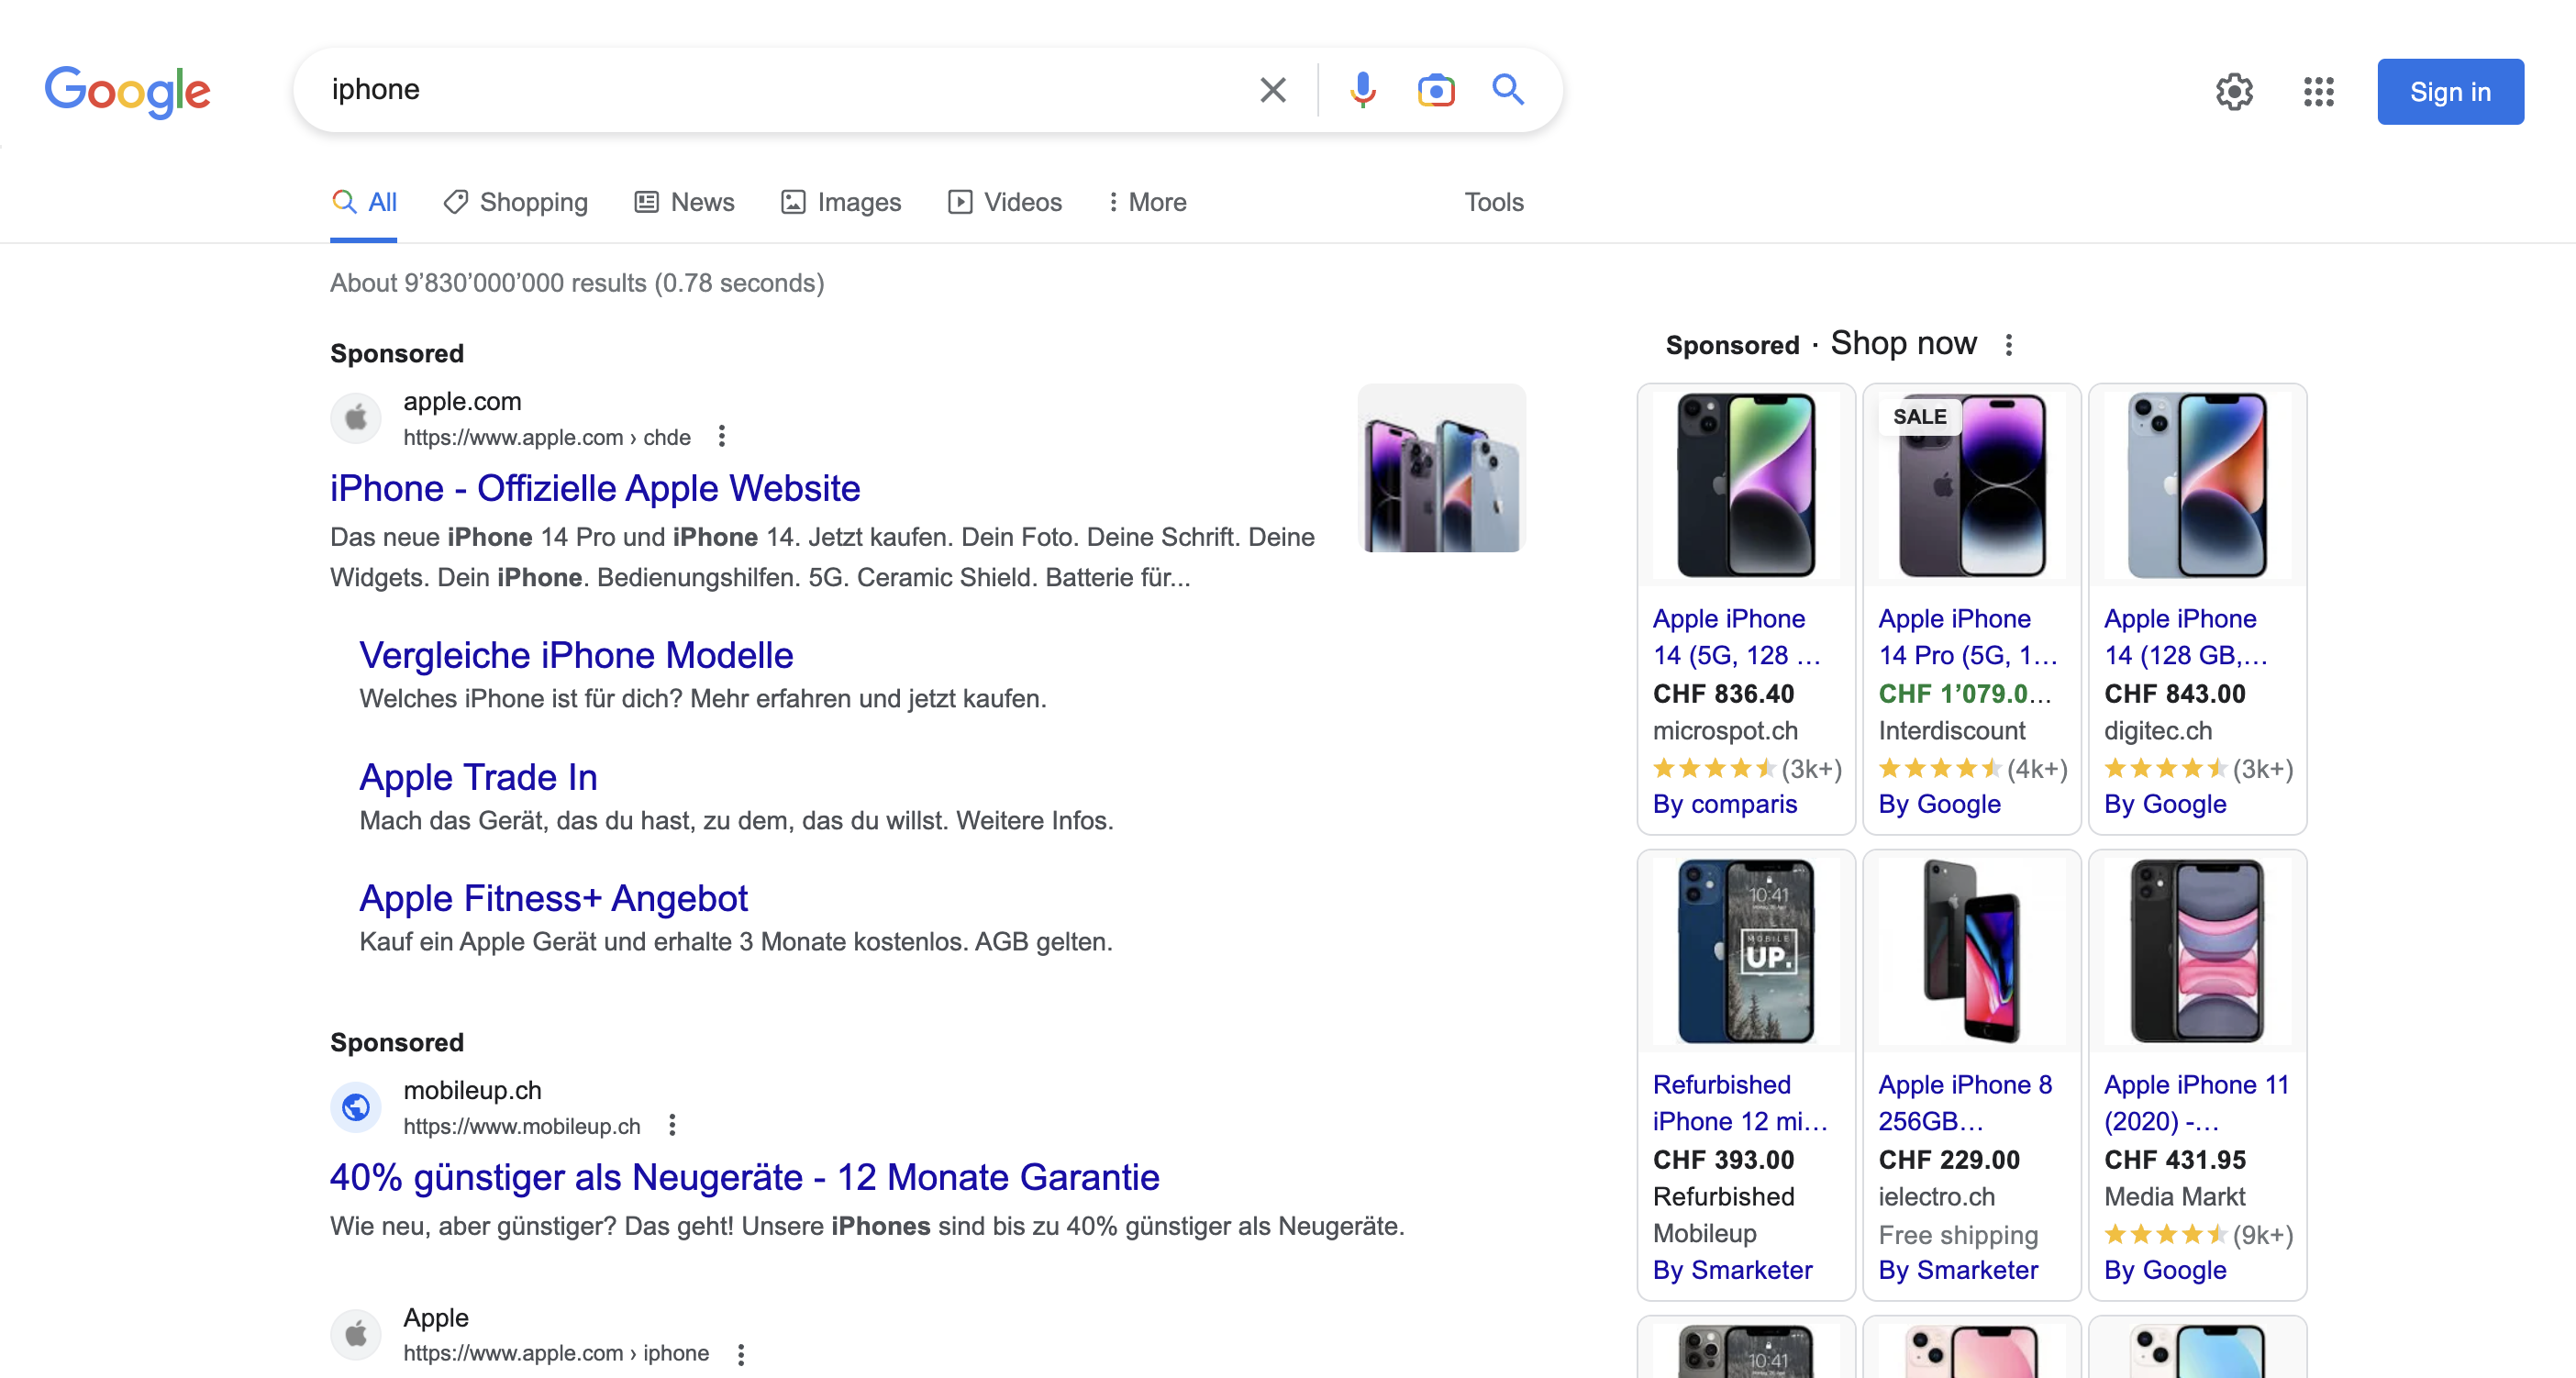 Google
iphone
Sign in
All
Shopping
News
Images
Videos
More
Tools
About 9’830’000’000 results (0.78 seconds)
Sponsored
apple.com
https://www.apple.com › chde
iPhone - Offizielle Apple Website
Das neue iPhone 14 Pro und iPhone 14. Jetzt kaufen. Dein Foto. Deine Schrift. Deine
Widgets. Dein iPhone. Bedienungshilfen. 5G. Ceramic Shield. Batterie für...
Vergleiche iPhone Modelle
Welches iPhone ist für dich? Mehr erfahren und jetzt kaufen.
Apple Trade In
Mach das Gerät, das du hast, zu dem, das du willst. Weitere Infos.
Apple Fitness+ Angebot
Kauf ein Apple Gerät und erhalte 3 Monate kostenlos. AGB gelten.
Sponsored
mobileup.ch
https://www.mobileup.ch
40% günstiger als Neugeräte - 12 Monate Garantie
Wie neu, aber günstiger? Das geht! Unsere iPhones sind bis zu 40% günstiger als Neugeräte.
Apple
https://www.apple.com › iphone
Sponsored · Shop now
Apple iPhone
14 (5G, 128 ...
CHF 836.40
microspot.ch
(3k+)
By comparis
SALE
Apple iPhone
14 Pro (5G, 1...
CHF 1’079.0...
Interdiscount
(4k+)
By Google
Apple iPhone
14 (128 GB,...
CHF 843.00
digitec.ch
(3k+)
By Google
10:41
MOBILE
UP.
Refurbished
iPhone 12 mi...
CHF 393.00
Refurbished
Mobileup
By Smarketer
Apple iPhone 8
256GB...
CHF 229.00
ielectro.ch
Free shipping
By Smarketer
Apple iPhone 11
(2020) -...
CHF 431.95
Media Markt
(9k+)
By Google
10:41